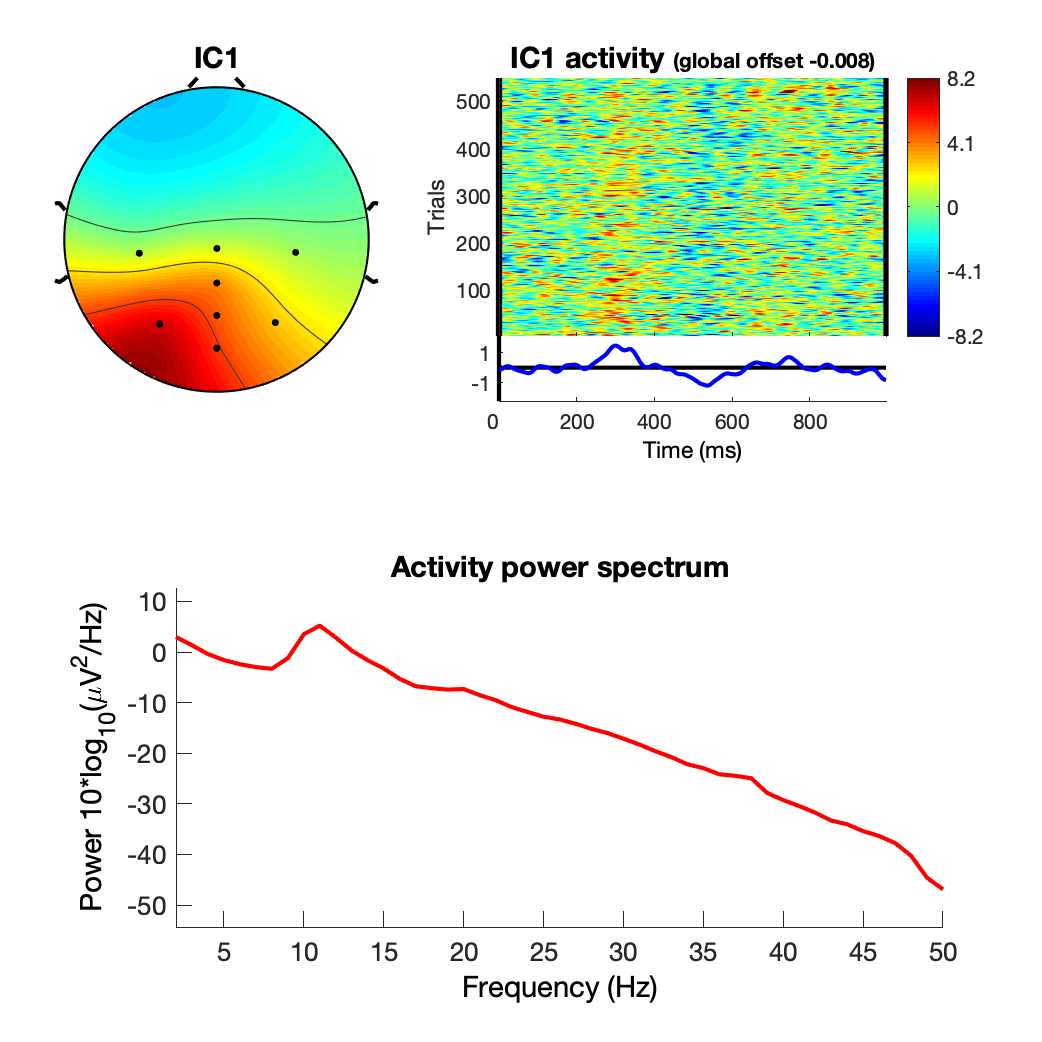 IC1
IC1 activity (global offset -0.008)
Trials
500
400
300
200
100
8.2
4.1
0
-4.1
-8.2
1
-1
0 200 400 600 800
Time (ms)
Activity power spectrum
Power 10*log10(μV2/Hz)
10
0
-10
-20
-30
-40
-50
5 10 15 20 25 30 35 40 45 50
Frequency (Hz)